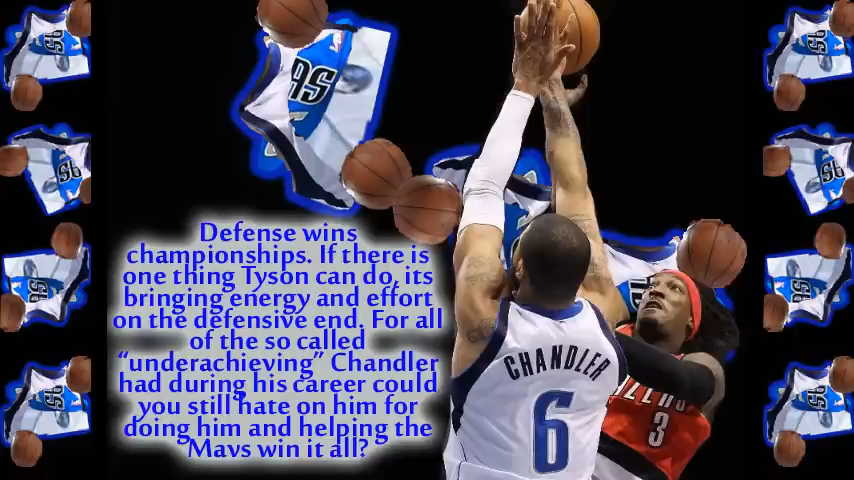 Defense wins
championships. If there is
one thing Tyson can do, its
bringing energy and effort
on the defensive end. For all
of the so called
“underachieving” Chandler
had during his career could
you still hate on him for
doing him and helping the
Mavs win it all?
CHANDLER
6
3